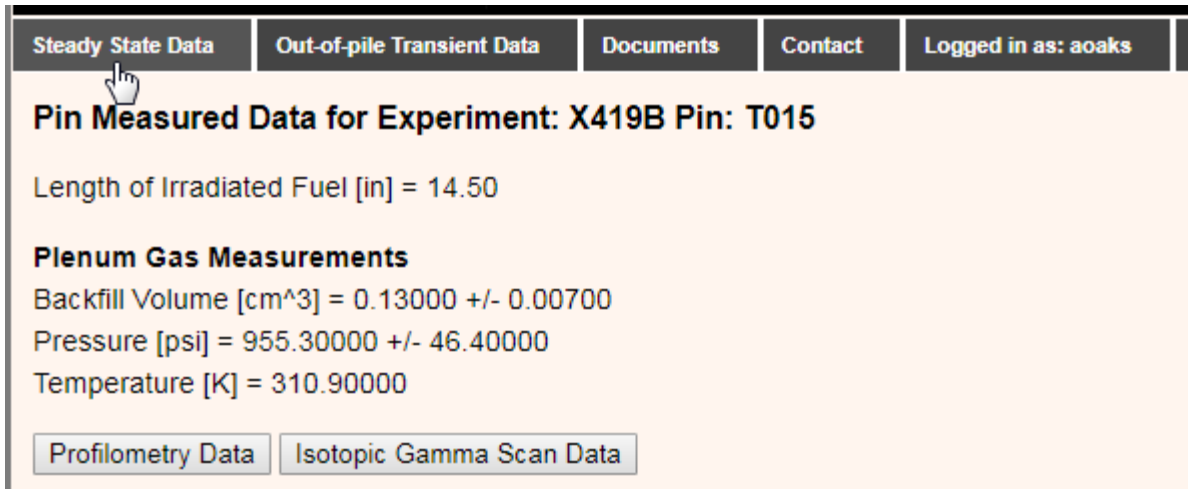 Steady State Data Out-of-pile Transient Data Documents Contact Logged in as: aoaks
Pin Measured Data for Experiment: X419B Pin: T015
Length of Irradiated Fuel [in] = 14.50
Plenum Gas Measurements
Backfill Volume [cm^3] = 0.13000 +/- 0.00700
Pressure [psi] = 955.30000 +/- 46.40000
Temperature [K] = 310.90000
Profilometry Data Isotopic Gamma Scan Data